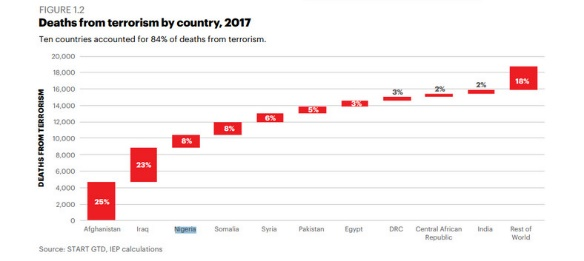 FIGURE 1.2
Deaths from terrorism by country, 2017
Ten countries accounted for 84% of deaths from terrorism.
DEATHS FROM TERRORISM
20,000
18,000
16,000
14,000
12,000
10,000
8,000
6,000
4,000
2,000
0
25%
23%
8%
8%
6%
5%
3%
3%
2%
2%
18%
Afghanistan
Iraq
Nigeria
Somalia
Syria
Pakistan
Egypt
DRC
Central African
Republic
India
Rest of
World
Source: START GTD, IEP calculations